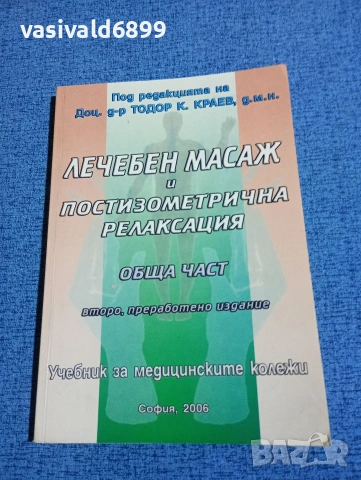 vasivald6899
Под редакцията на
Доц. д-р ТОДОР К. КРАЕВ, д.м.н.
ЛЕЧЕБЕН МАСАЖ
и
ПОСТИЗОМЕТРИЧНА
РЕЛАКСАЦИЯ
ОБЩА ЧАСТ
второ, преработено издание
Учебник за медицинските колежи
София, 2006
BAZAR